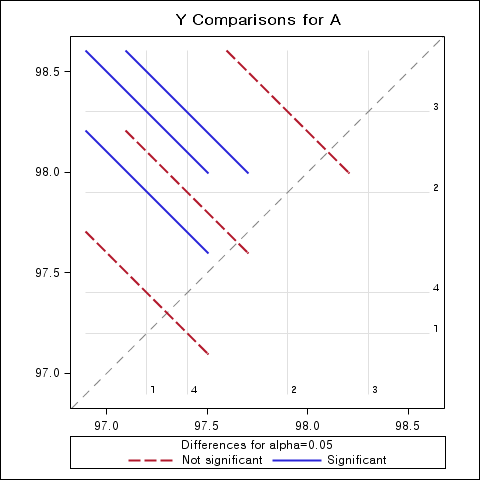 Y Comparisons for A
98.5
3
98.0
2
97.5
4
1
97.0
1 4 2 3
97.0 97.5 98.0 98.5
Differences for alpha=0.05
Not significant Significant